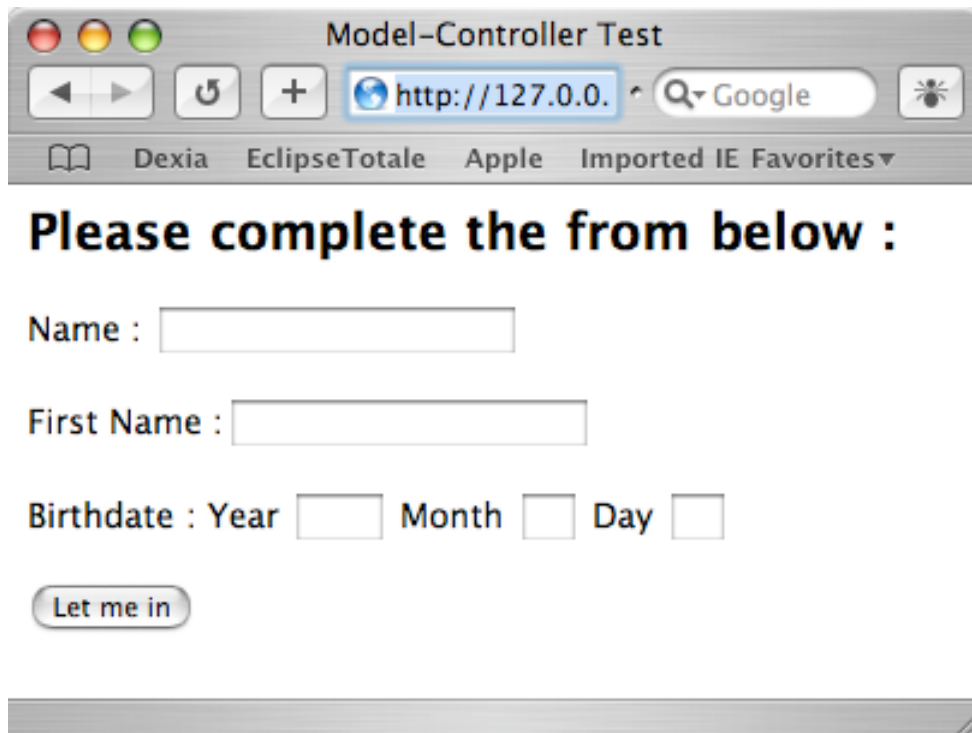 Model-Controller Test
http://127.0.0.
Google
Dexia EclipseTotale Apple Imported IE Favorites
Please complete the from below :
Name :
First Name :
Birthdate : Year Month Day
Let me in